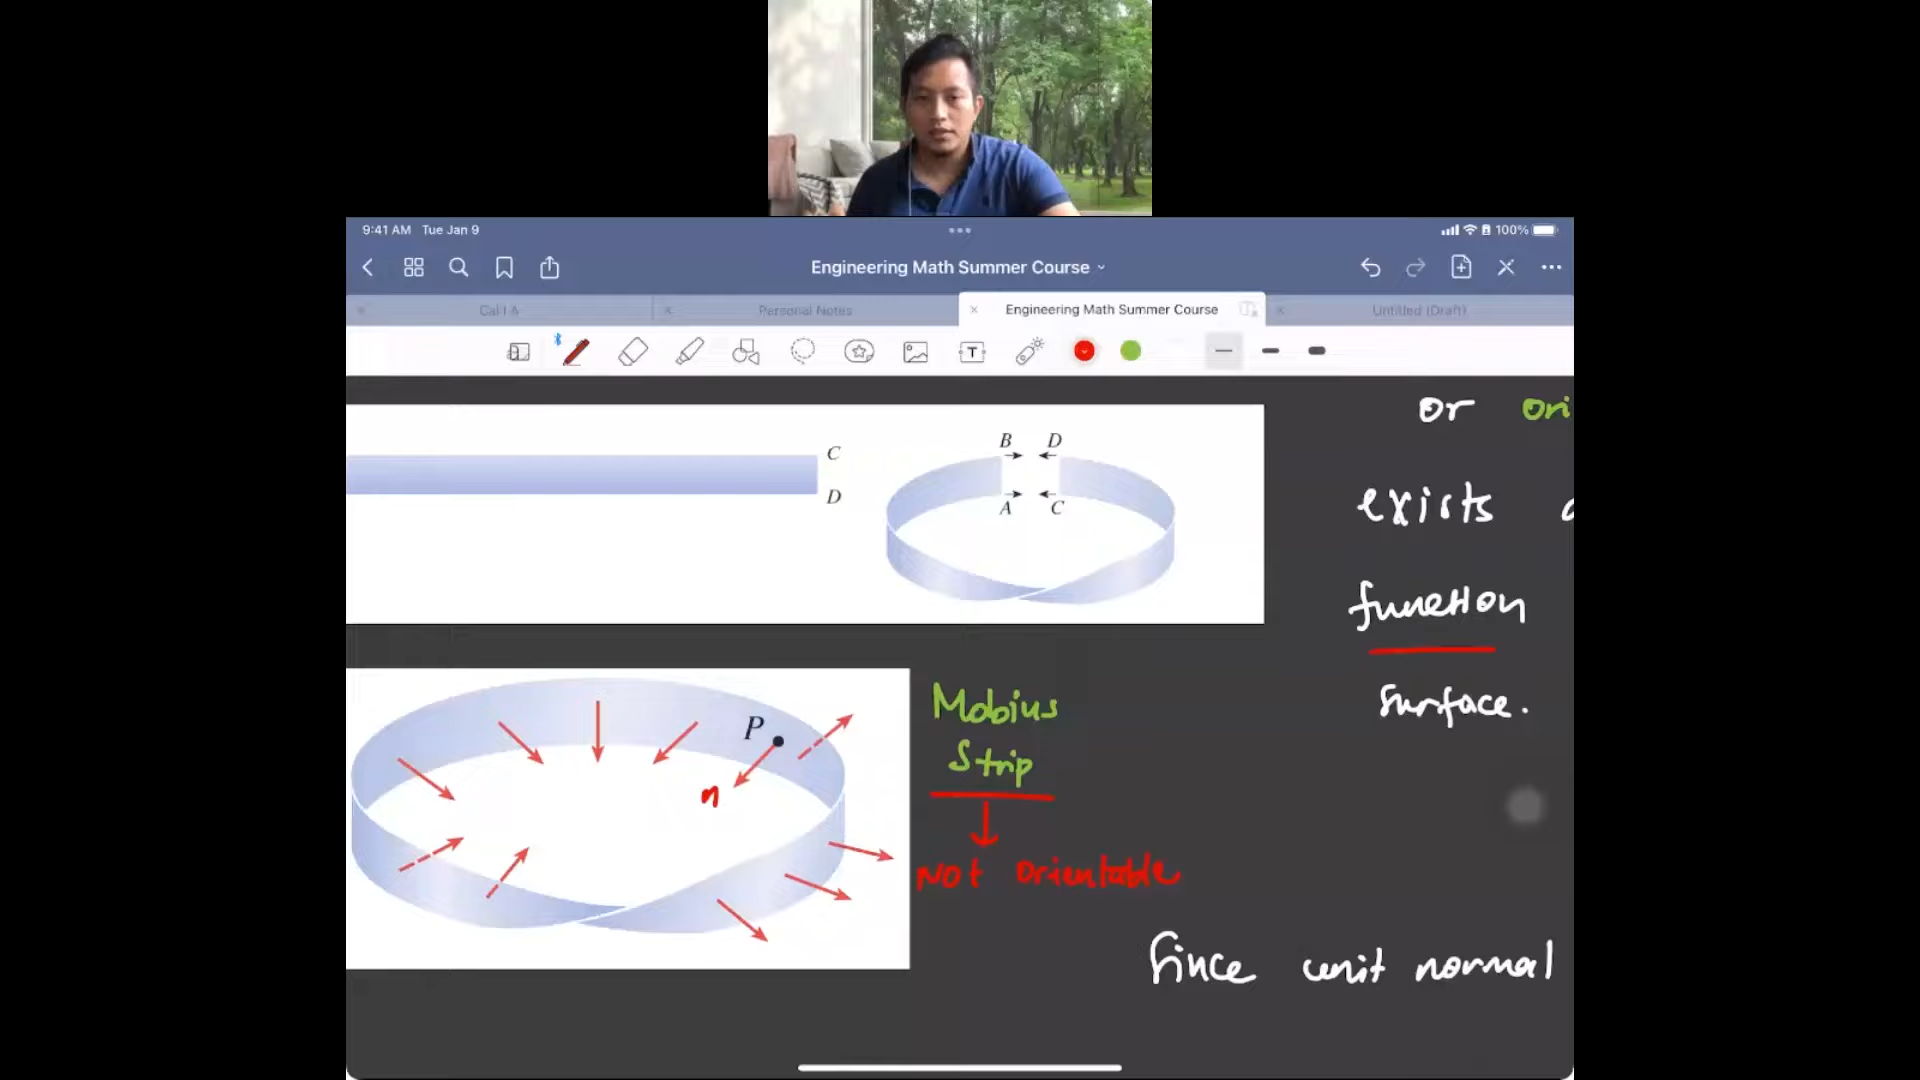 9:41 AM Tue Jan 9
100%
Engineering Math Summer Course
Cal I A
Personal Notes
Engineering Math Summer Course
Untitled (Draft)
T
or ori
C
D
B D
A C
exists
function
surface.
P
n
Mobius
Strip
Not Orientable
Since unit normal